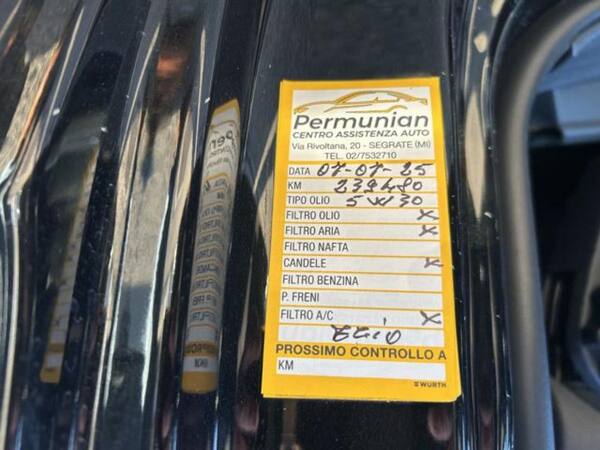 Permunian
CENTRO ASSISTENZA AUTO
Via Rivoltana, 20 - SEGRATE (MI)
TEL. 02/7532710
DATA 07-07-25
KM 239480
TIPO OLIO 5W30
FILTRO OLIO X
FILTRO ARIA X
FILTRO NAFTA
CANDELE X
FILTRO BENZINA
P. FRENI
FILTRO A/C X
PROSSIMO CONTROLLO A
KM
WÜRTH